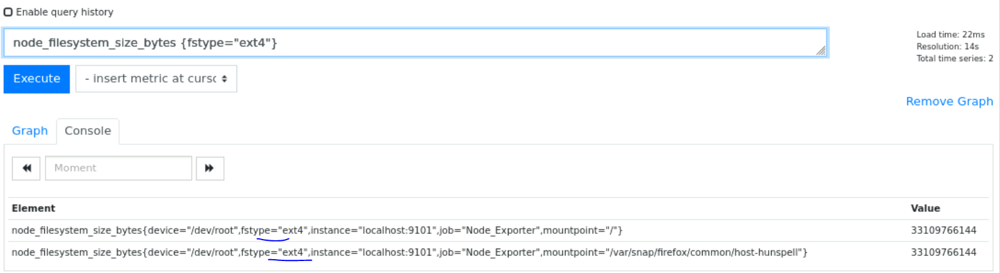 Enable query history
node_filesystem_size_bytes {fstype="ext4"}
Load time: 22ms
Resolution: 14s
Total time series: 2
Execute
- insert metric at cursc
Remove Graph
Graph
Console
Moment
Element Value
node_filesystem_size_bytes{device="/dev/root",fstype="ext4",instance="localhost:9101",job="Node_Exporter",mountpoint="/"} 33109766144
node_filesystem_size_bytes{device="/dev/root",fstype="ext4",instance="localhost:9101",job="Node_Exporter",mountpoint="/var/snap/firefox/common/host-hunspell"} 33109766144